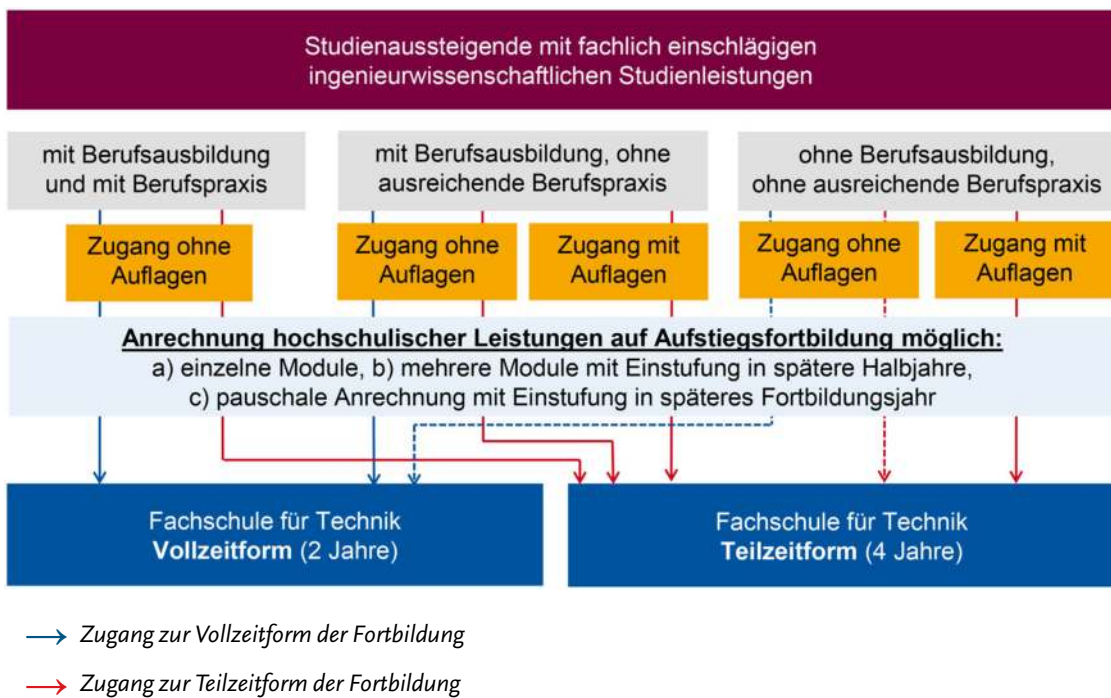 Studienaussteigende mit fachlich einschlägigen
ingenieurwissenschaftlichen Studienleistungen
mit Berufsausbildung
und mit Berufspraxis
mit Berufsausbildung, ohne
ausreichende Berufspraxis
ohne Berufsausbildung,
ohne ausreichende Berufspraxis
Zugang ohne
Auflagen
Zugang ohne
Auflagen
Zugang mit
Auflagen
Zugang ohne
Auflagen
Zugang mit
Auflagen
Anrechnung hochschulischer Leistungen auf Aufstiegsfortbildung möglich:
a) einzelne Module, b) mehrere Module mit Einstufung in spätere Halbjahre,
c) pauschale Anrechnung mit Einstufung in späteres Fortbildungsjahr
Fachschule für Technik
Vollzeitform (2 Jahre)
Fachschule für Technik
Teilzeitform (4 Jahre)
Zugang zur Vollzeitform der Fortbildung
Zugang zur Teilzeitform der Fortbildung